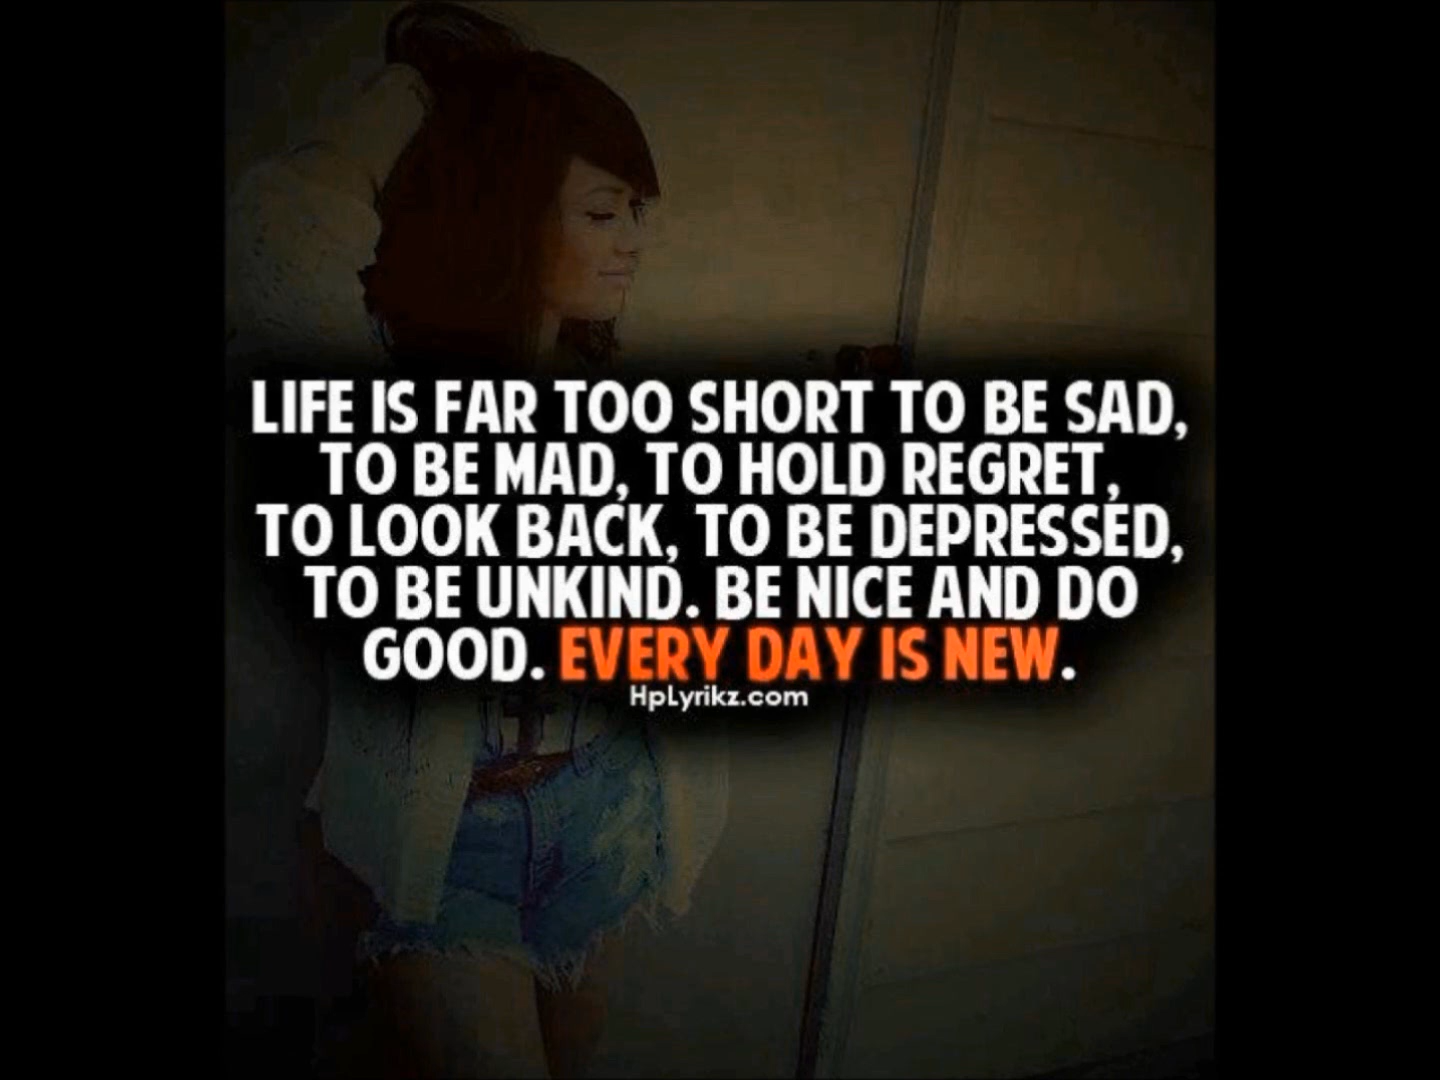 LIFE IS FAR TOO SHORT TO BE SAD,
TO BE MAD, TO HOLD REGRET,
TO LOOK BACK, TO BE DEPRESSED,
TO BE UNKIND. BE NICE AND DO
GOOD. EVERY DAY IS NEW.
HpLyrikz.com